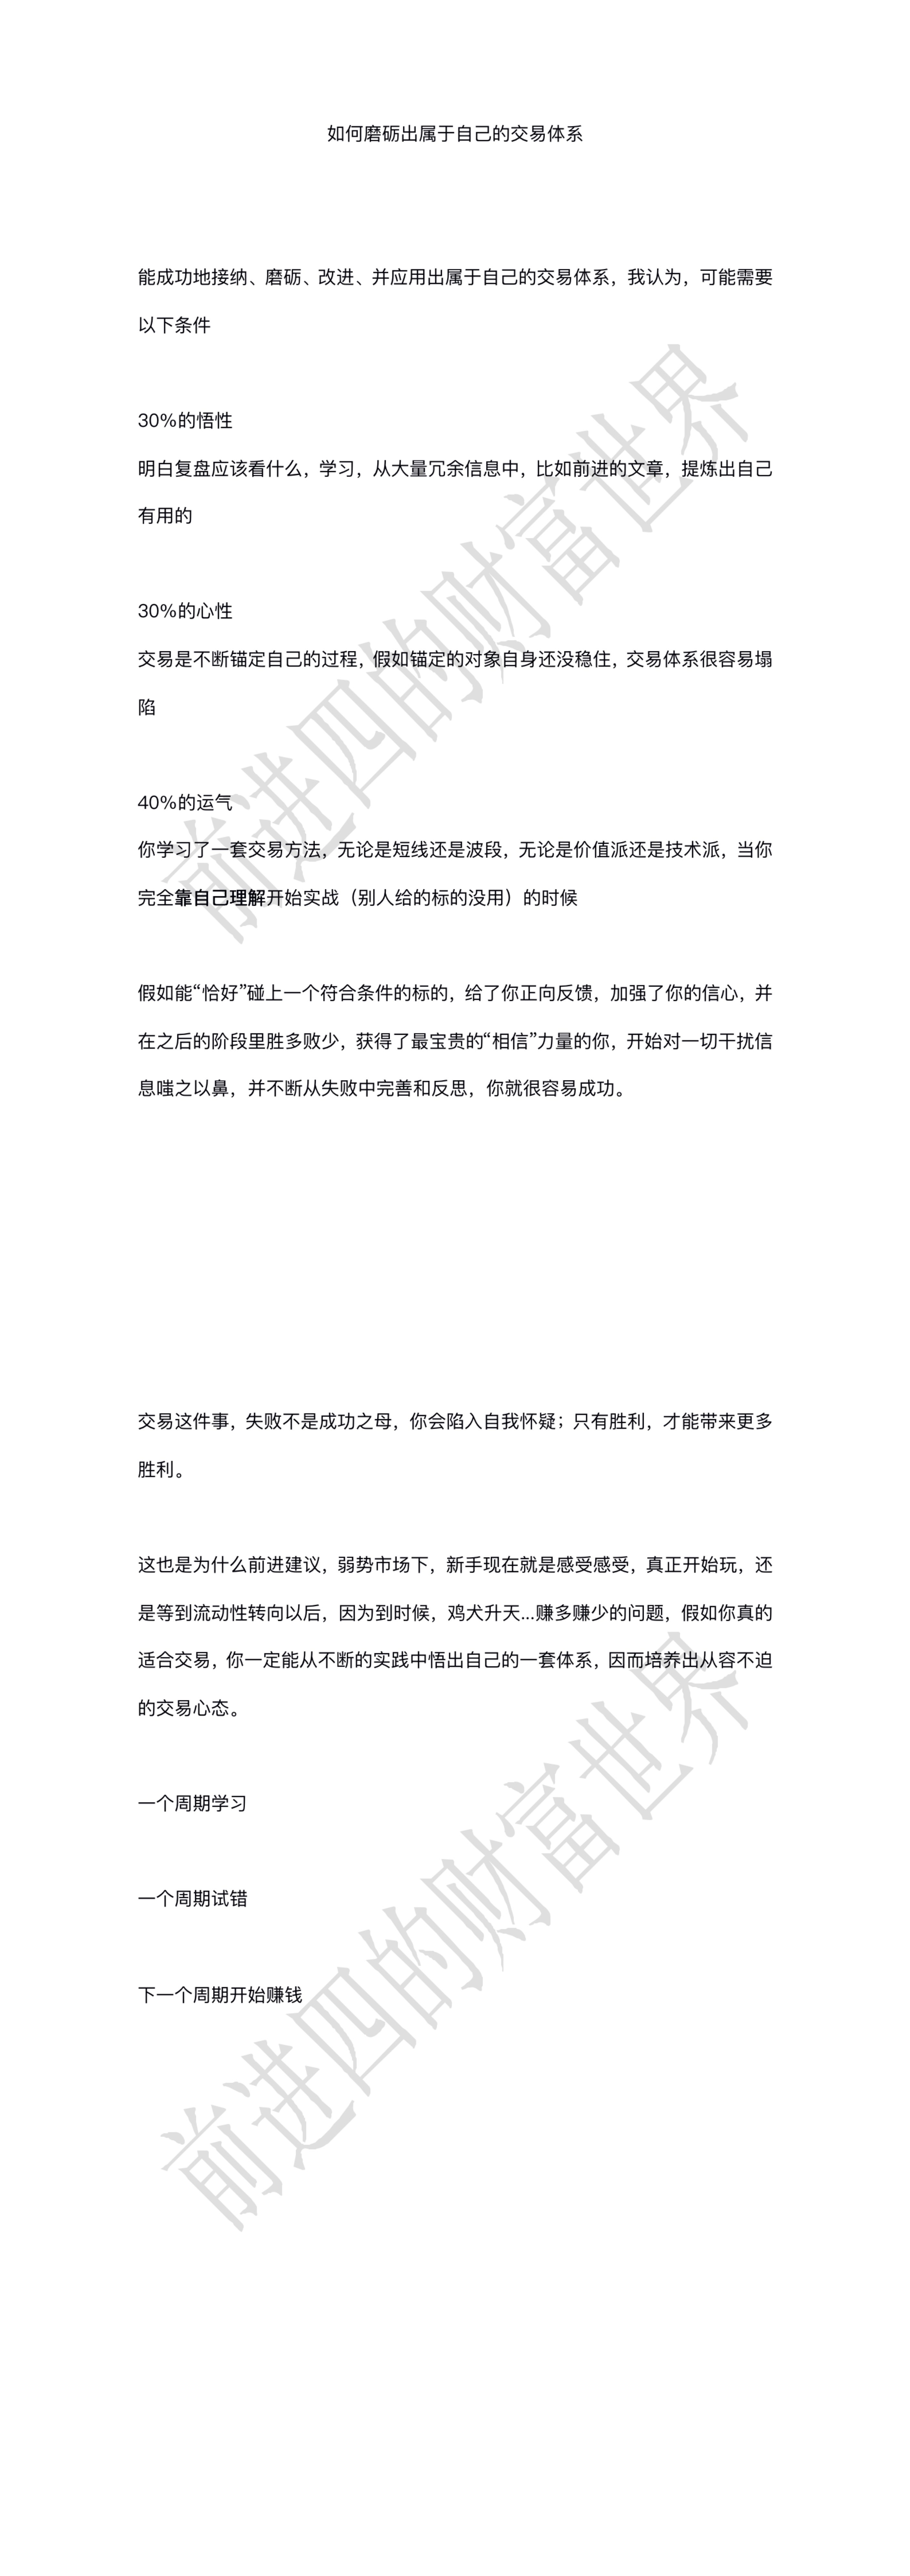 如何磨砺出属于自己的交易体系
能成功地接纳、磨砺、改进、并应用出属于自己的交易体系，我认为，可能需要
以下条件
30%的悟性
明白复盘应该看什么，学习，从大量冗余信息中，比如前进的文章，提炼出自己
有用的
30%的心性
交易是不断锚定自己的过程，假如锚定的对象自身还没稳住，交易体系很容易塌
陷
40%的运气
你学习了一套交易方法，无论是短线还是波段，无论是价值派还是技术派，当你
完全靠自己理解开始实战（别人给的标的没用）的时候
假如能“恰好”碰上一个符合条件的标的，给了你正向反馈，加强了你的信心，并
在之后的阶段里胜多败少，获得了最宝贵的“相信”力量的你，开始对一切干扰信
息嗤之以鼻，并不断从失败中完善和反思，你就很容易成功。
前进四的财富世界
交易这件事，失败不是成功之母，你会陷入自我怀疑；只有胜利，才能带来更多
胜利。
这也是为什么前进建议，弱势市场下，新手现在就是感受感受，真正开始玩，还
是等到流动性转向以后，因为到时候，鸡犬升天...赚多赚少的问题，假如你真的
适合交易，你一定能从不断的实践中悟出自己的一套体系，因而培养出从容不迫
的交易心态。
一个周期学习
一个周期试错
下一个周期开始赚钱
前进四的财富世界